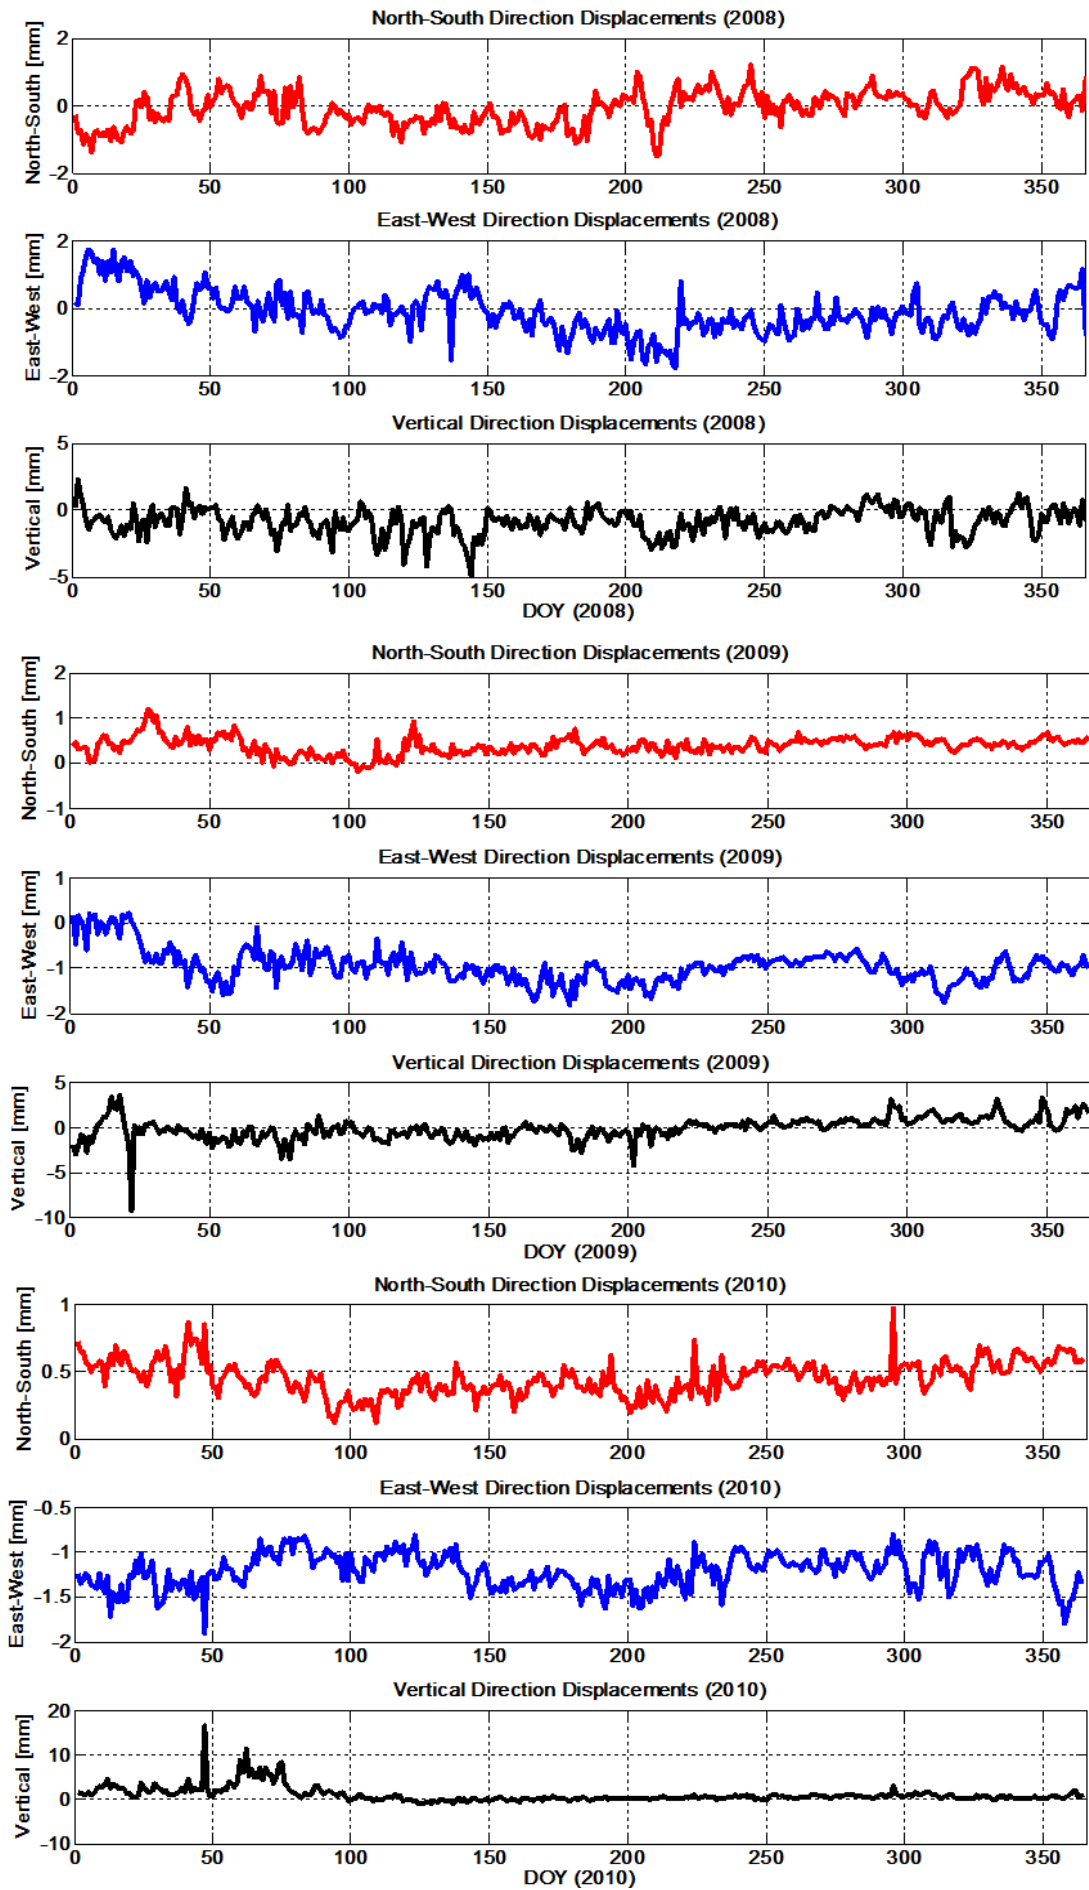 North-South Direction Displacements (2008)
North-South [mm]
2
0
-2
0 50 100 150 200 250 300 350
East-West Direction Displacements (2008)
East-West [mm]
2
0
-2
0 50 100 150 200 250 300 350
Vertical Direction Displacements (2008)
Vertical [mm]
5
0
-5
0 50 100 150 200 250 300 350
DOY (2008)
North-South Direction Displacements (2009)
North-South [mm]
2
1
0
-1
0 50 100 150 200 250 300 350
East-West Direction Displacements (2009)
East-West [mm]
1
0
-1
-2
0 50 100 150 200 250 300 350
Vertical Direction Displacements (2009)
Vertical [mm]
5
0
-5
-10
0 50 100 150 200 250 300 350
DOY (2009)
North-South Direction Displacements (2010)
North-South [mm]
1
0.5
0
0 50 100 150 200 250 300 350
East-West Direction Displacements (2010)
East-West [mm]
-0.5
-1
-1.5
-2
0 50 100 150 200 250 300 350
Vertical Direction Displacements (2010)
Vertical [mm]
20
10
0
-10
0 50 100 150 200 250 300 350
DOY (2010)